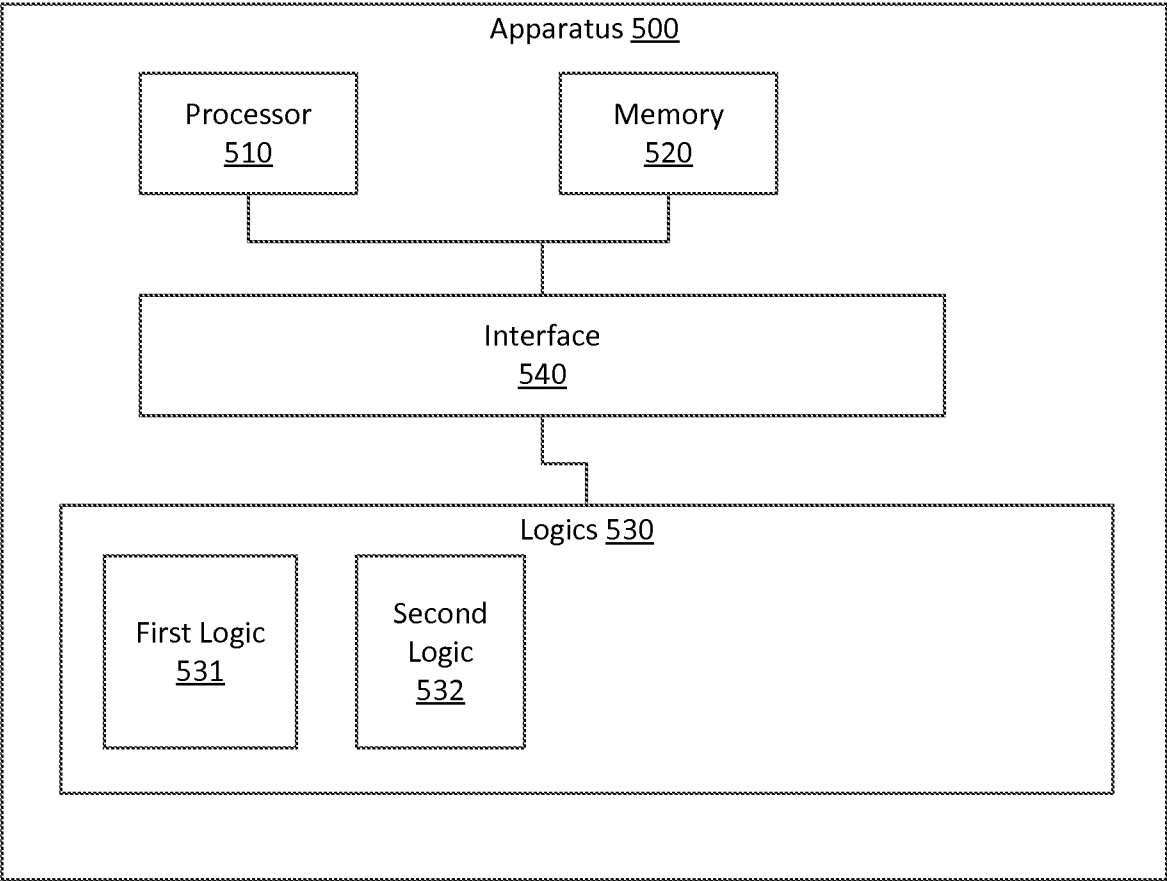 Apparatus 500
Processor
510
Memory
520
Interface
540
Logics 530
First Logic
531
Second
Logic
532